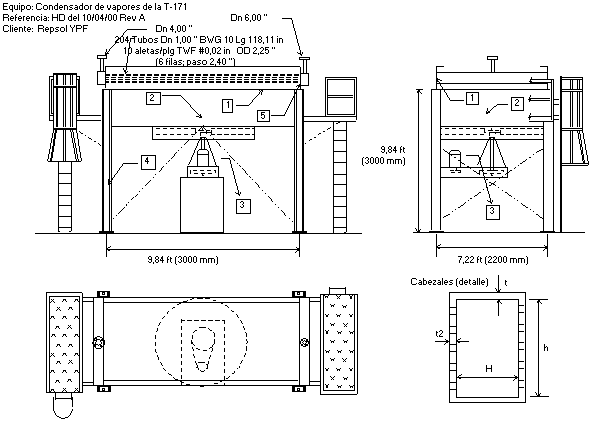 Equipo: Condensador de vapores de la T-171
Referencia: HD del 10/04/00 Rev A
Cliente: Repsol YPF
Dn 6,00 "
Dn 4,00 "
204 Tubos Dn 1,00 " BWG 10 Lg 118,11 in
10 aletas/plg TWF #0,02 in OD 2,25 "
(6 filas; paso 2,40 ")
1
2
5
4
3
9,84 ft (3000 mm)
1
2
3
9,84 ft
(3000 mm)
7,22 ft (2200 mm)
Cabezales (detalle)
t
t2
H
h